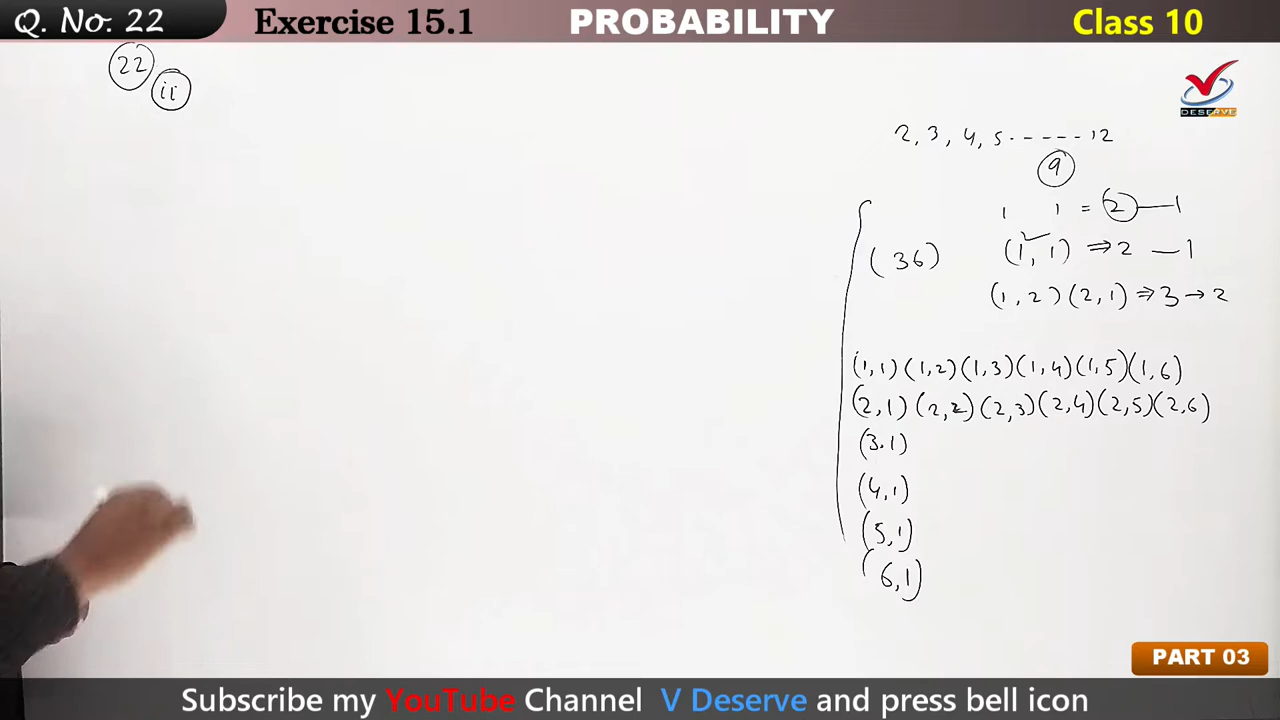 Q. No. 22 Exercise 15.1 PROBABILITY Class 10
22
ii
DESERVE
2, 3, 4, 5 ------ 12
9
1 1 = 2 — 1
(36) (1, 1) ⇒ 2 — 1
(1, 2) (2, 1) ⇒ 3 → 2
(1,1) (1,2) (1,3) (1,4) (1,5) (1,6)
(2,1) (2,2) (2,3) (2,4) (2,5) (2,6)
(3.1)
(4,1)
(5,1)
(6,1)
PART 03
Subscribe my YouTube Channel V Deserve and press bell icon